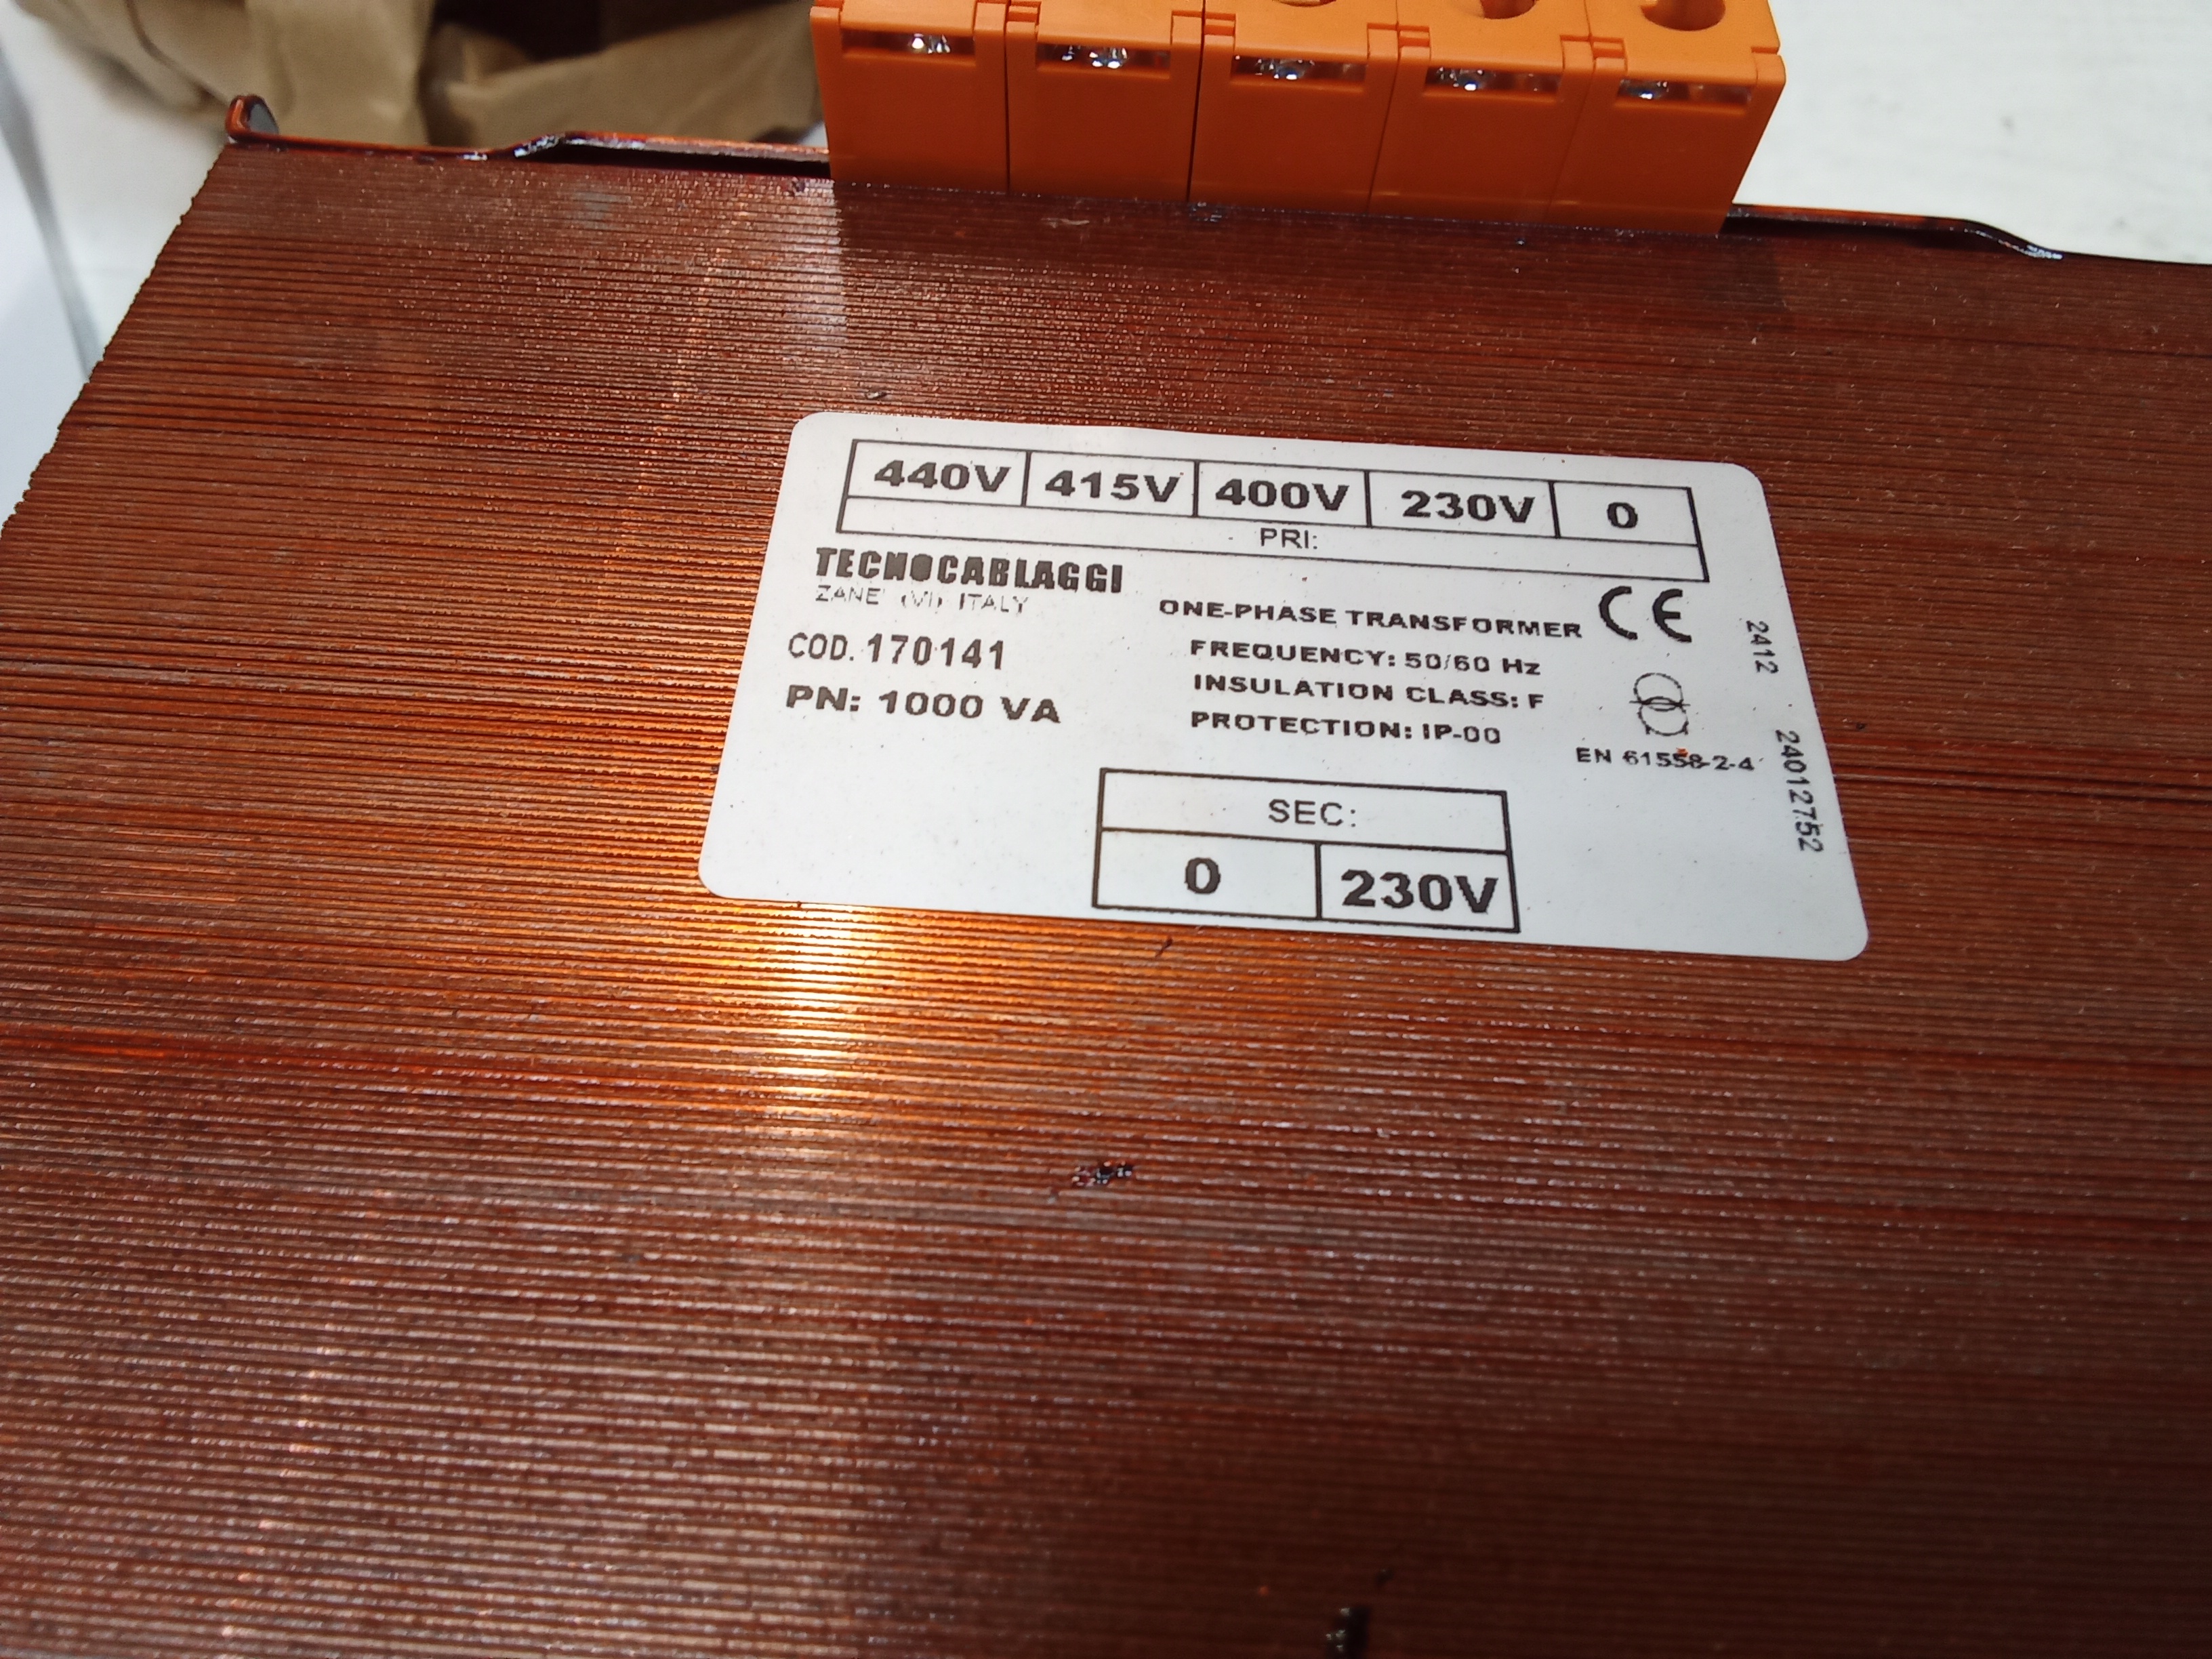 440V 415V 400V 230V 0
PRI:
TECNOCABLAGGI
(VI) ITALY
ONE-PHASE TRANSFORMER CE
COD. 170141
FREQUENCY: 50/60 Hz
PN: 1000 VA
INSULATION CLASS: F
PROTECTION: IP-00
EN 61558-2-4
2412
24012752
SEC:
0 230V